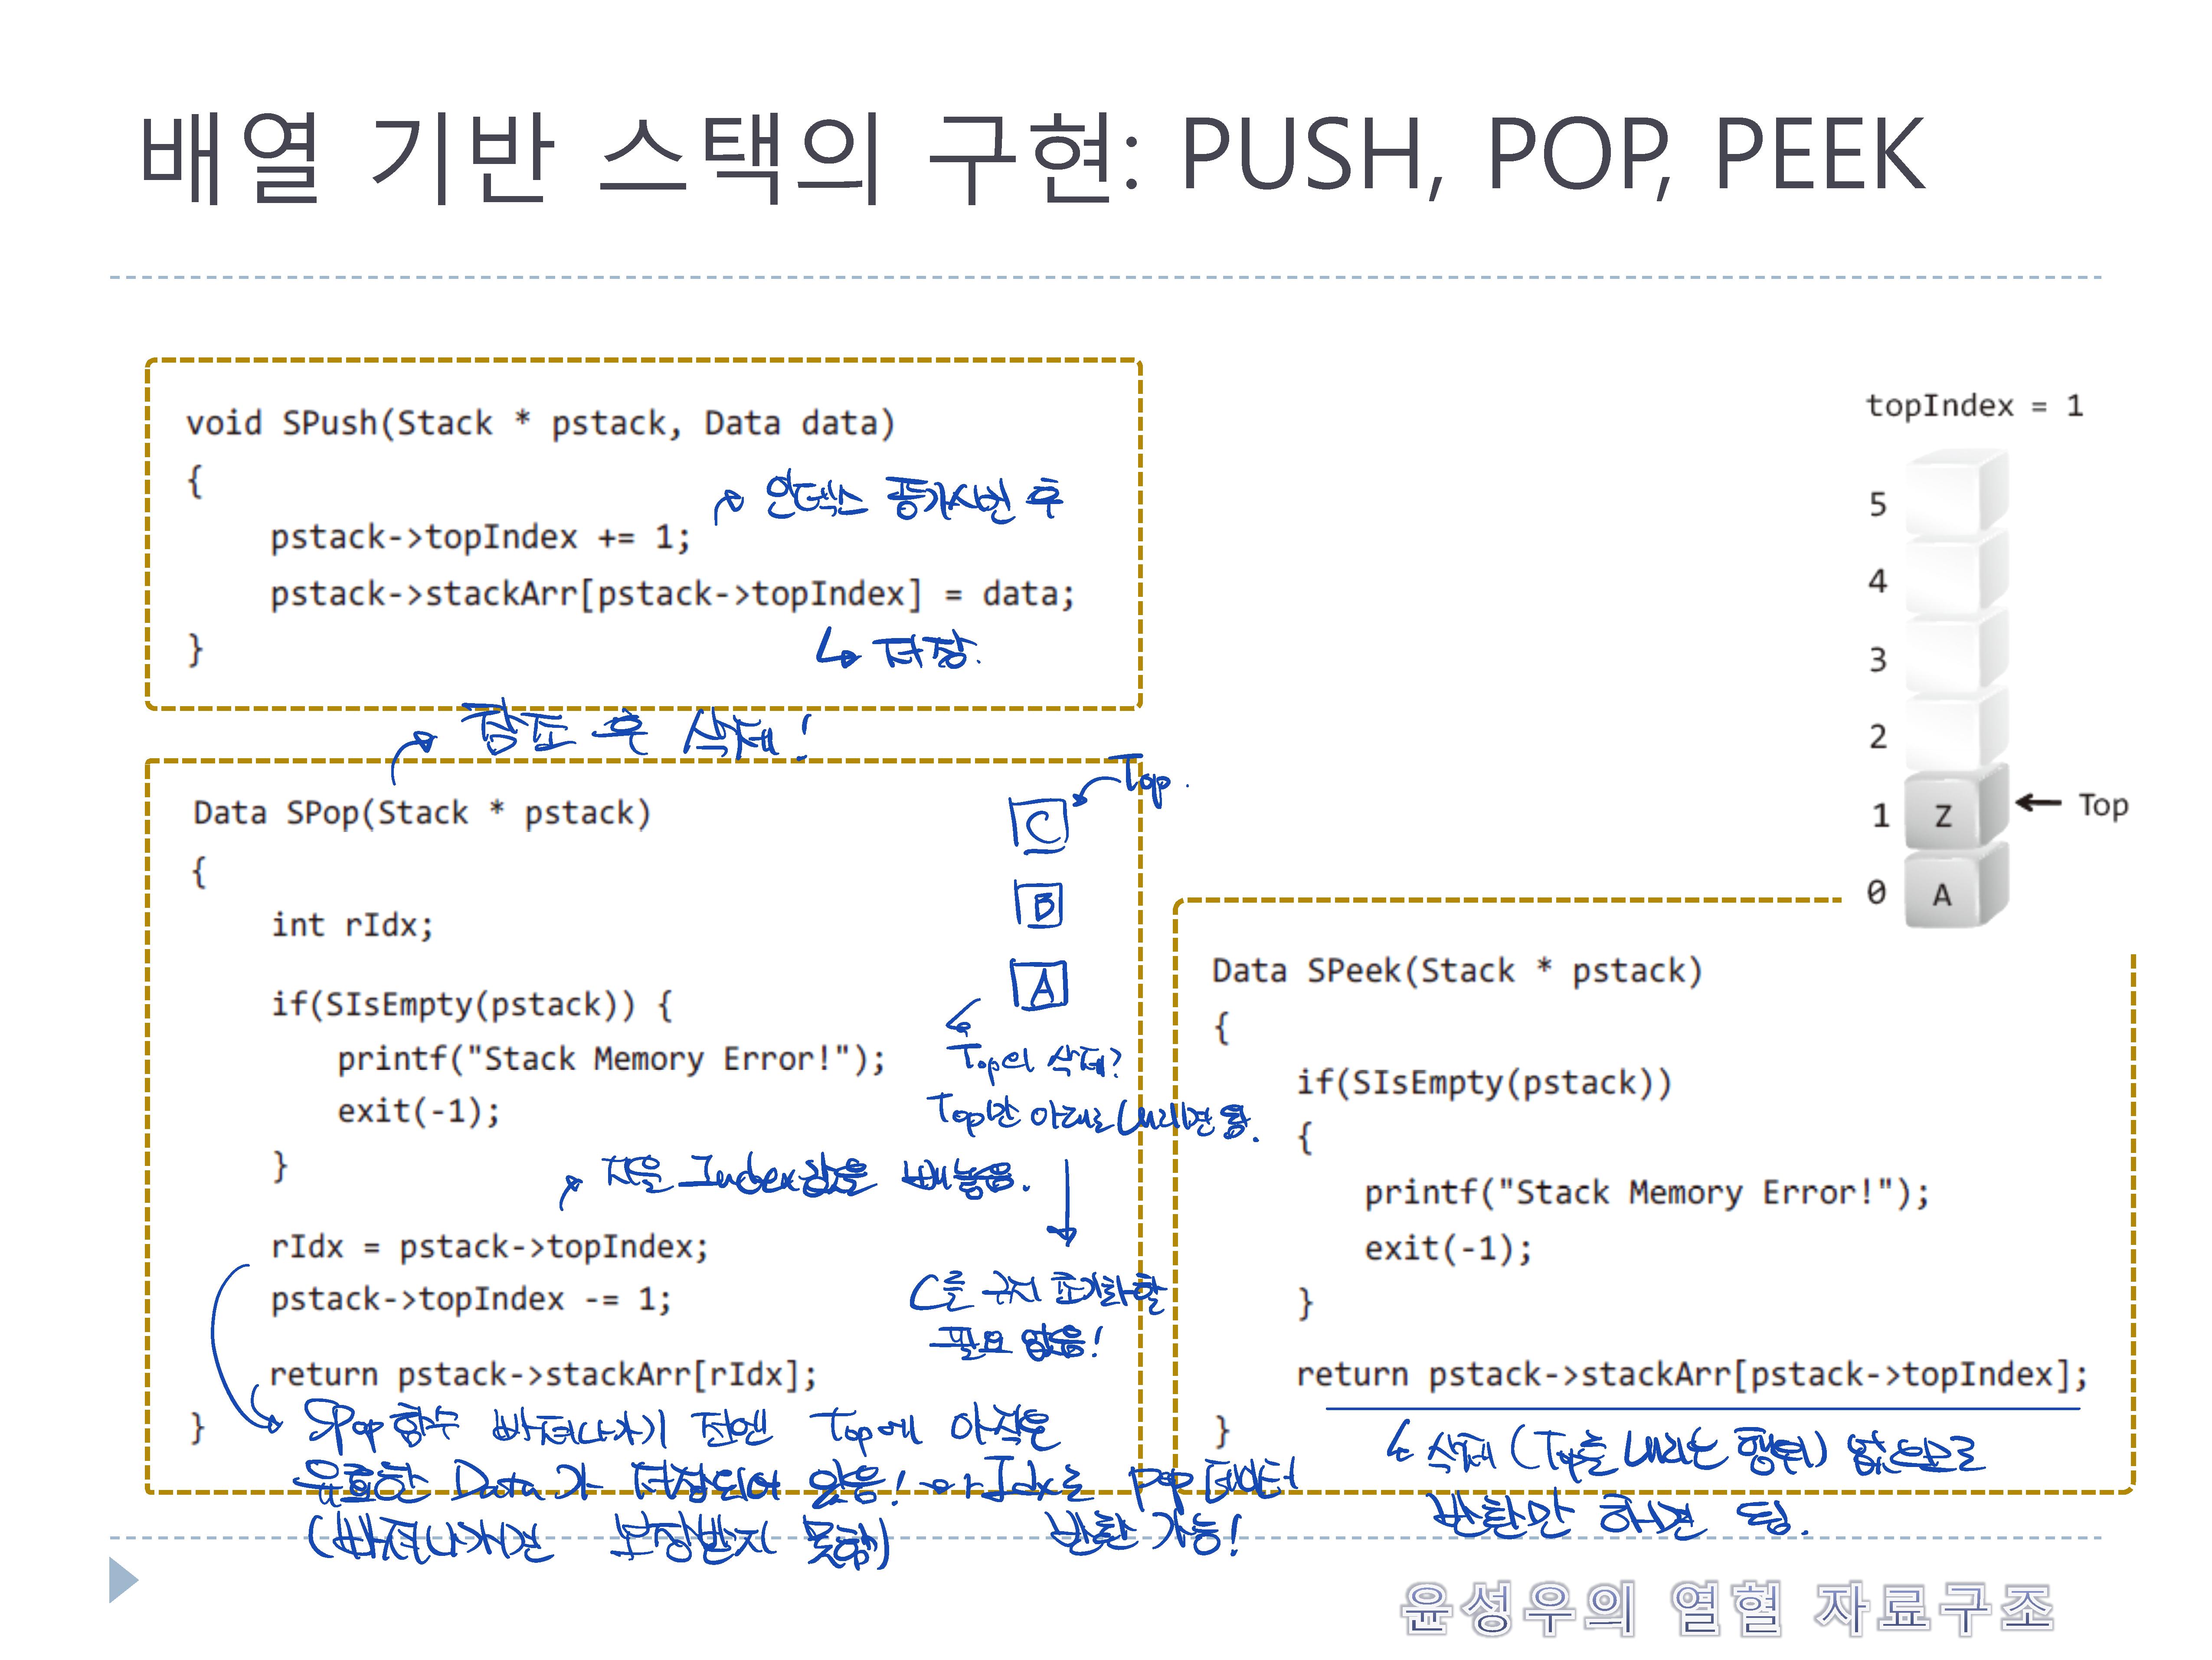 배열 기반 스택의 구현: PUSH, POP, PEEK
void SPush(Stack * pstack, Data data)
{
인덱스 증가시킨 후
pstack->topIndex += 1;
pstack->stackArr[pstack->topIndex] = data;
}
저장.
참조 후 삭제!
Data SPop(Stack * pstack)
{
int rIdx;
if(SIsEmpty(pstack)) {
printf("Stack Memory Error!");
exit(-1);
}
지울 Index값을 빼놓음.
rIdx = pstack->topIndex;
pstack->topIndex -= 1;
return pstack->stackArr[rIdx];
}
Top.
C
B
A
Top의 삭제?
Top만 아래로 내리면 됨.
C를 굳이 초기화할
필요 없음!
SPop함수 빠져나가기 전엔 Top에 아직은
유효한 Data가 저장되어 있음! → rIdx로 pop 데이터
(빠져나가면 보장받지 못함) 반환 가능!
topIndex = 1
5
4
3
2
1 Z Top
0 A
Data SPeek(Stack * pstack)
{
if(SIsEmpty(pstack))
{
printf("Stack Memory Error!");
exit(-1);
}
return pstack->stackArr[pstack->topIndex];
}
삭제 (Top을 내리는 행위) 없으므로
반환만 하면 됨.
윤성우의 열혈 자료구조